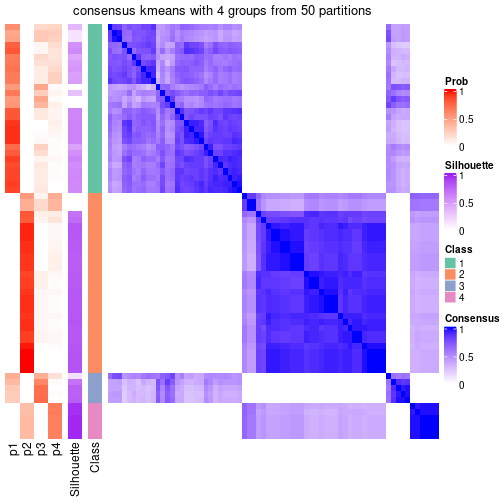 consensus kmeans with 4 groups from 50 partitions
Prob
1
0.5
0
Silhouette
1
0.5
0
Class
1
2
3
4
Consensus
1
0.5
0
p1
p2
p3
p4
Silhouette
Class